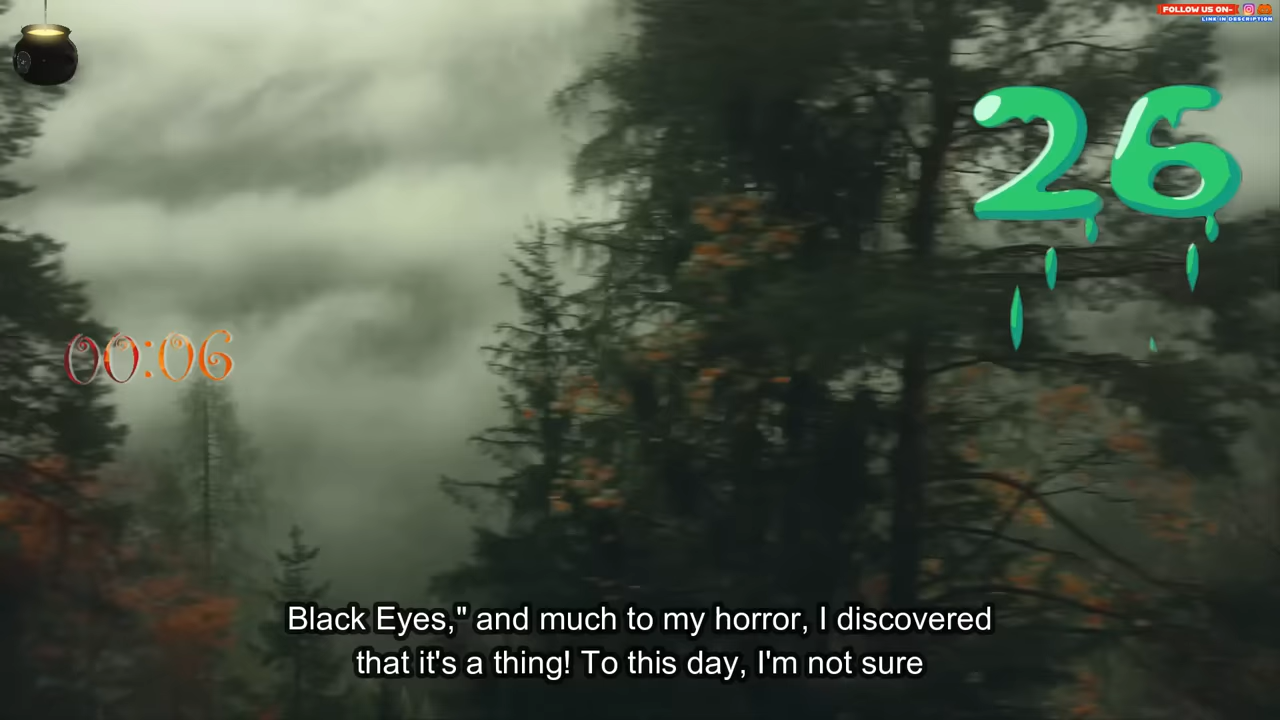 FOLLOW US ON-
LINK IN DESCRIPTION
26
00:06
Black Eyes," and much to my horror, I discovered
that it's a thing! To this day, I'm not sure